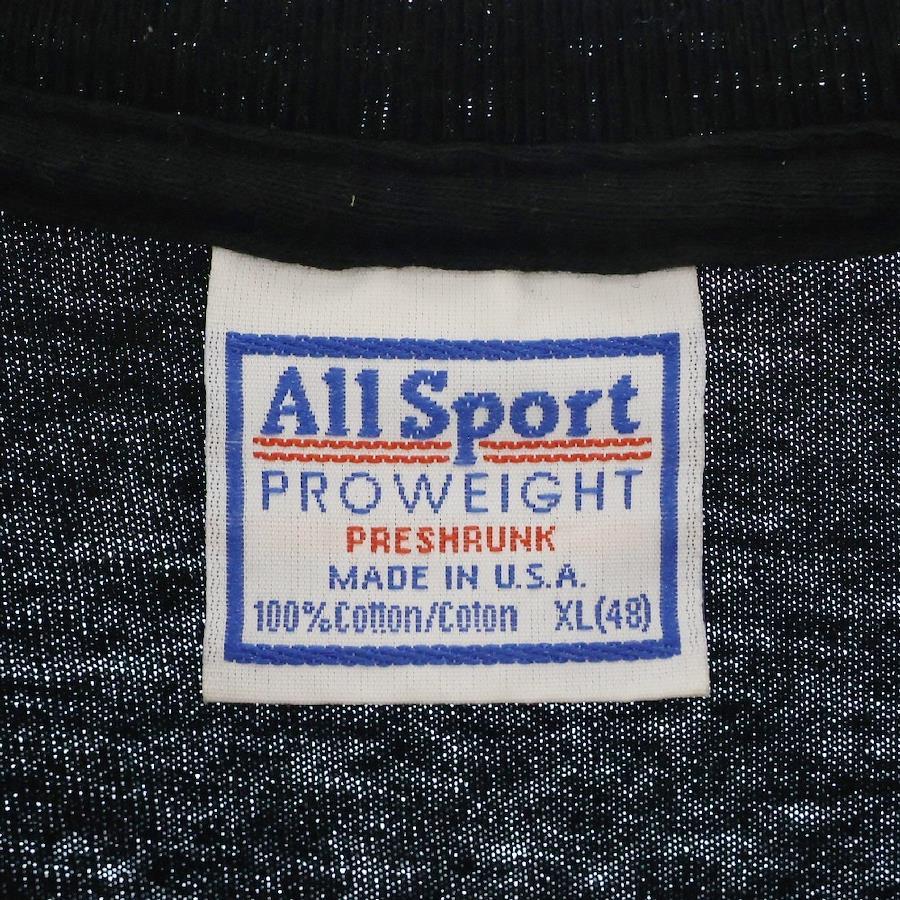 All Sport
PROWEIGHT
PRESHRUNK
MADE IN U.S.A.
100% Cotton/Coton XL(48)